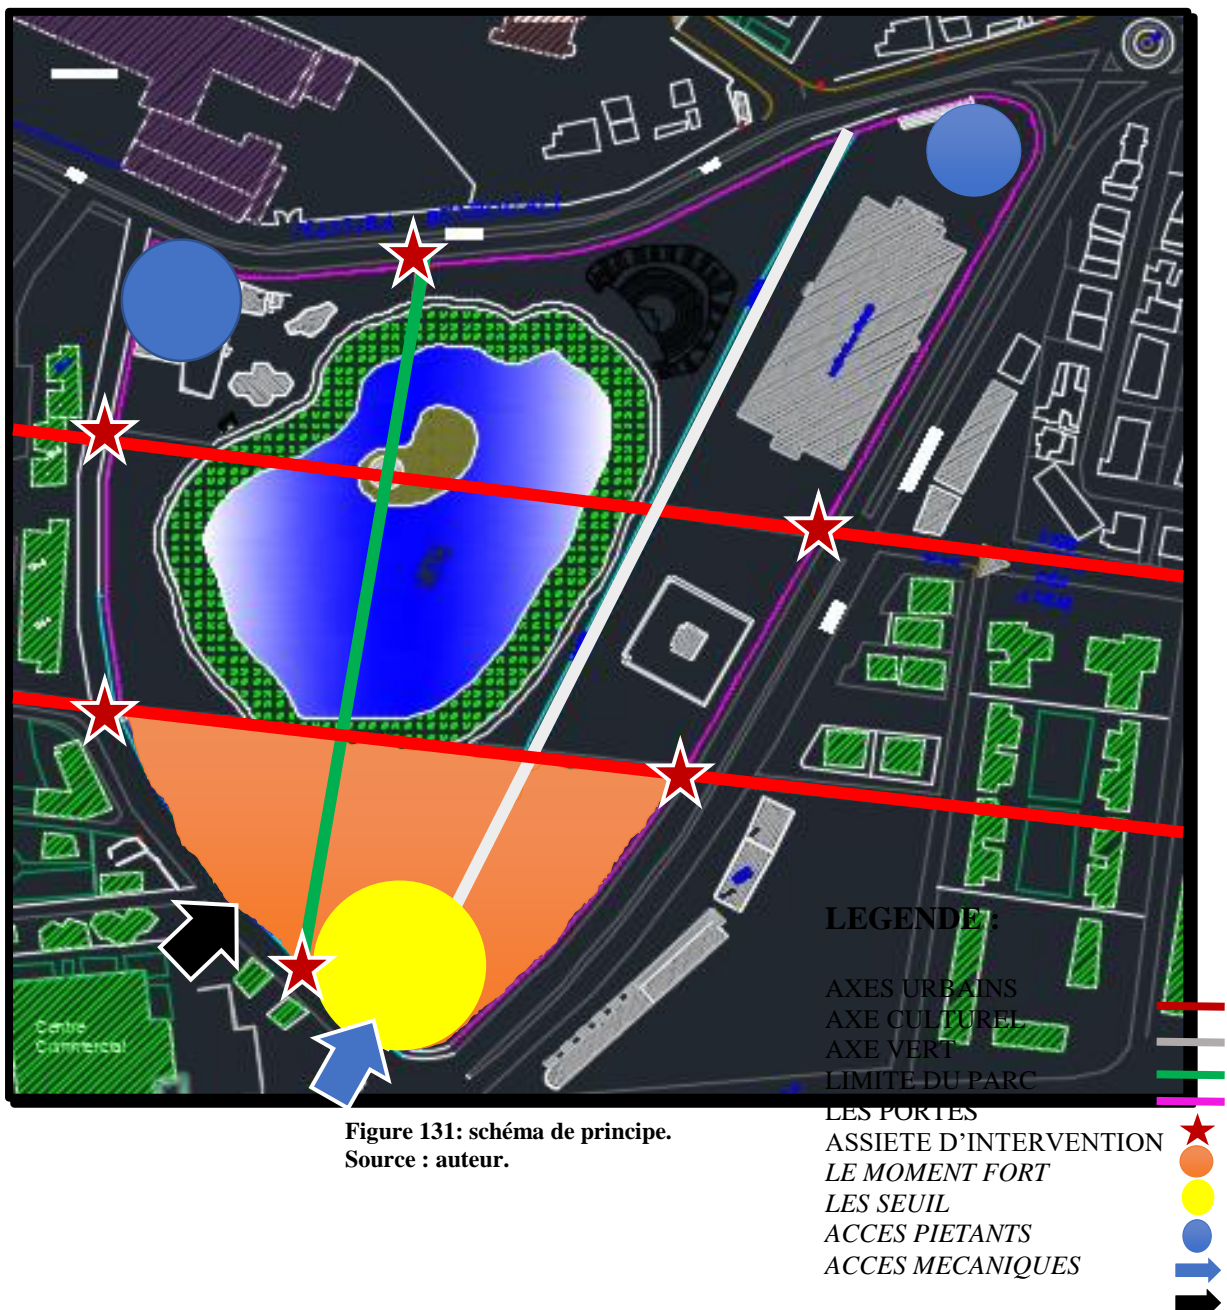 Centre
Commercial
LEGENDE :
AXES URBAINS
AXE CULTUREL
AXE VERT
LIMITE DU PARC
LES PORTES
ASSIETE D'INTERVENTION
LE MOMENT FORT
LES SEUIL
ACCES PIETANTS
ACCES MECANIQUES
Figure 131: schéma de principe.
Source : auteur.